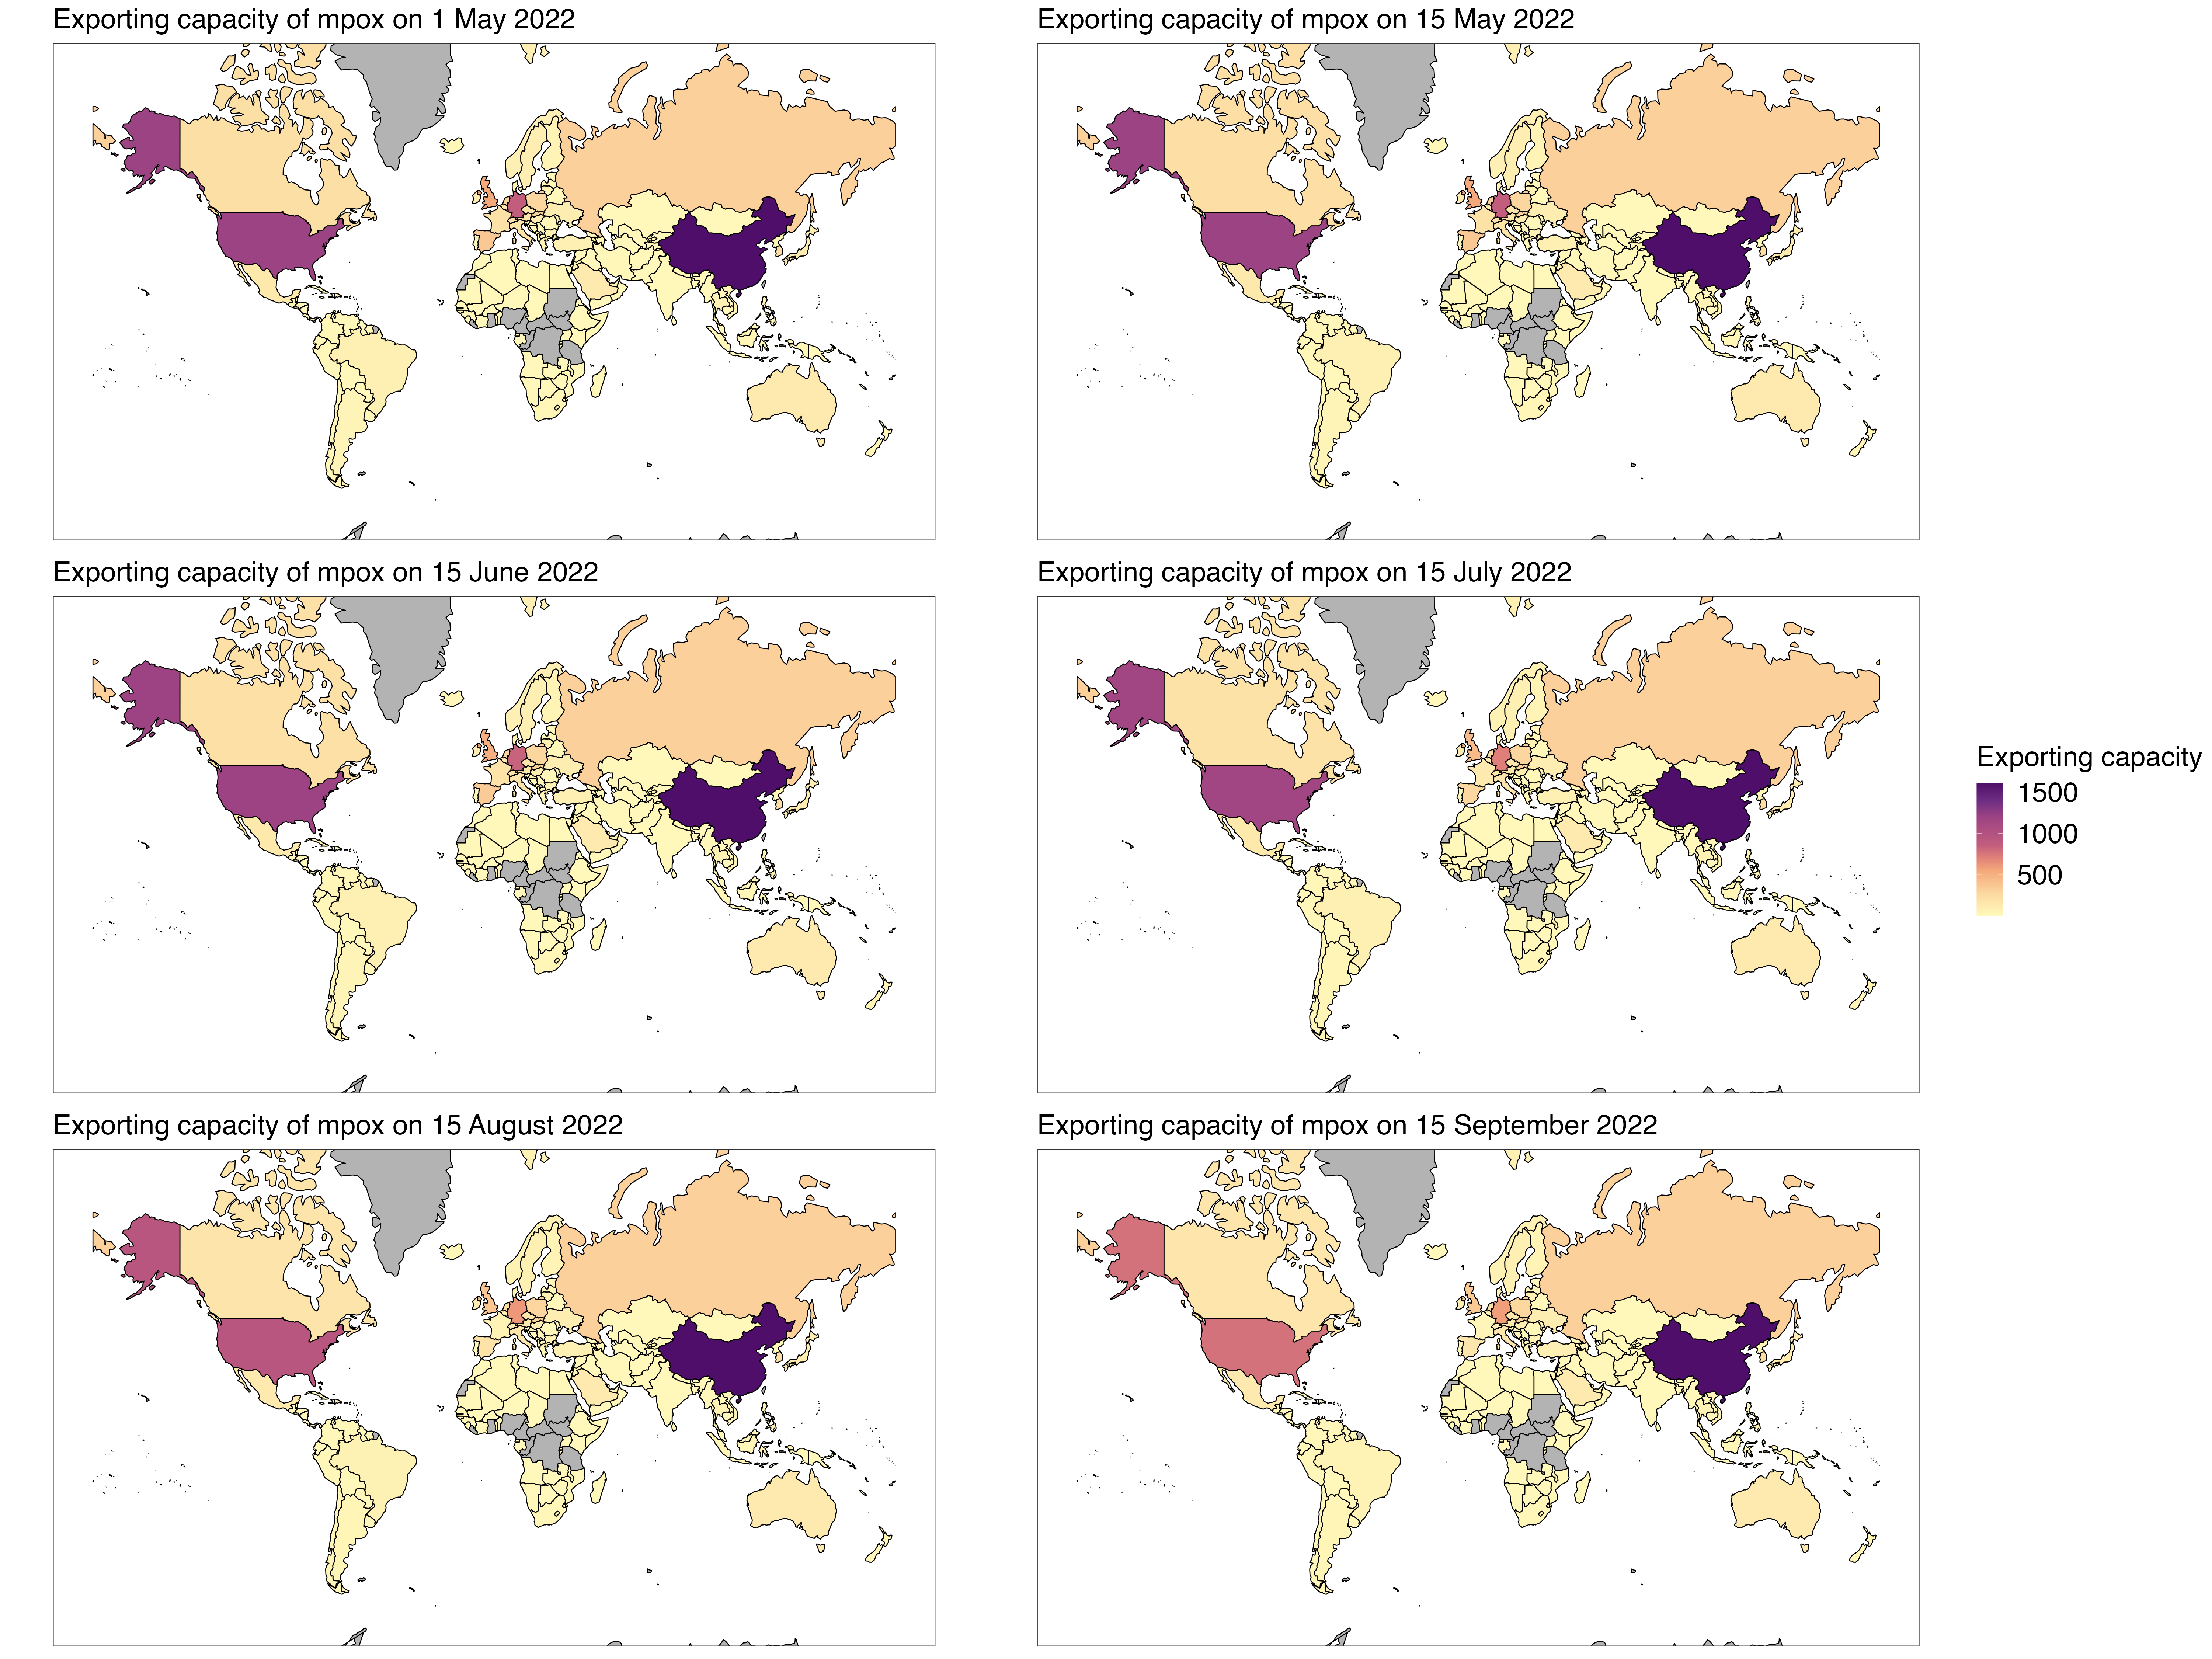 Exporting capacity of mpox on 1 May 2022
Exporting capacity of mpox on 15 May 2022
Exporting capacity of mpox on 15 June 2022
Exporting capacity of mpox on 15 July 2022
Exporting capacity
1500
1000
500
Exporting capacity of mpox on 15 August 2022
Exporting capacity of mpox on 15 September 2022